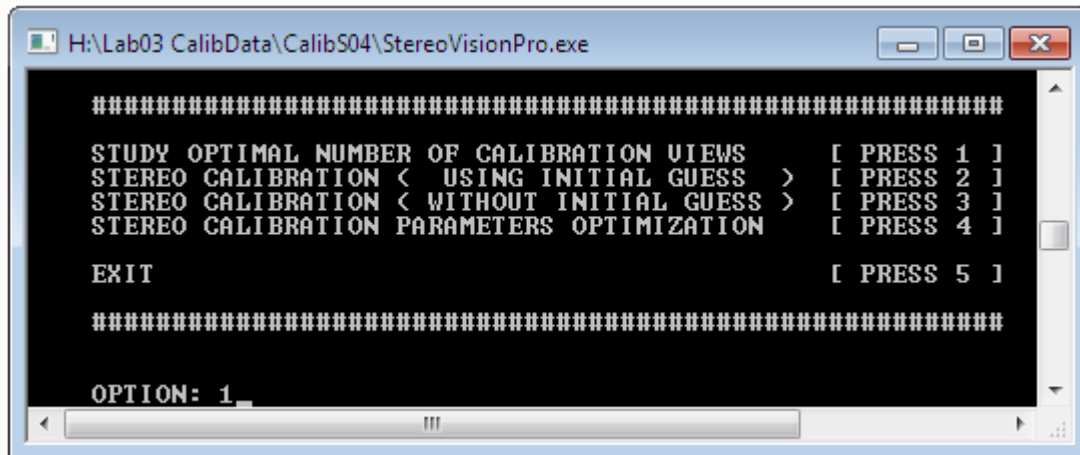 H:\Lab03 CalibData\CalibS04\StereoVisionPro.exe
#########################################################
STUDY OPTIMAL NUMBER OF CALIBRATION VIEWS [ PRESS 1 ]
STEREO CALIBRATION ( USING INITIAL GUESS ) [ PRESS 2 ]
STEREO CALIBRATION ( WITHOUT INITIAL GUESS ) [ PRESS 3 ]
STEREO CALIBRATION PARAMETERS OPTIMIZATION [ PRESS 4 ]
EXIT [ PRESS 5 ]
#########################################################
OPTION: 1_